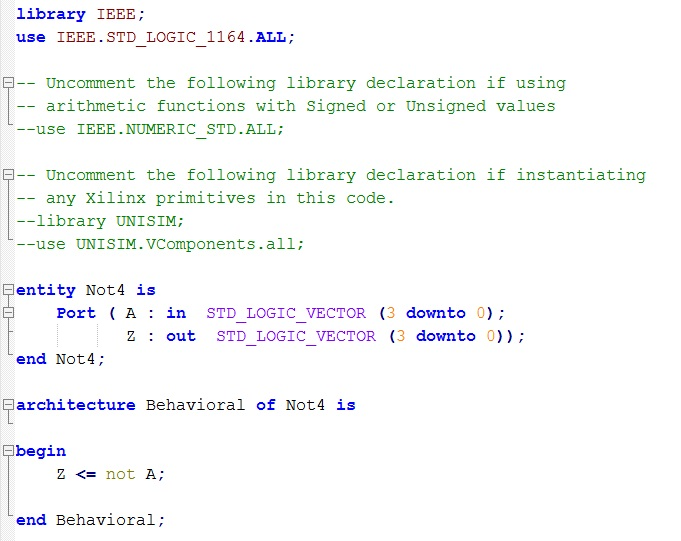 library IEEE;
use IEEE.STD_LOGIC_1164.ALL;
-- Uncomment the following library declaration if using
-- arithmetic functions with Signed or Unsigned values
--use IEEE.NUMERIC_STD.ALL;
-- Uncomment the following library declaration if instantiating
-- any Xilinx primitives in this code.
--library UNISIM;
--use UNISIM.VComponents.all;
entity Not4 is
    Port ( A : in  STD_LOGIC_VECTOR (3 downto 0);
           Z : out  STD_LOGIC_VECTOR (3 downto 0));
end Not4;
architecture Behavioral of Not4 is
begin
    Z <= not A;
end Behavioral;